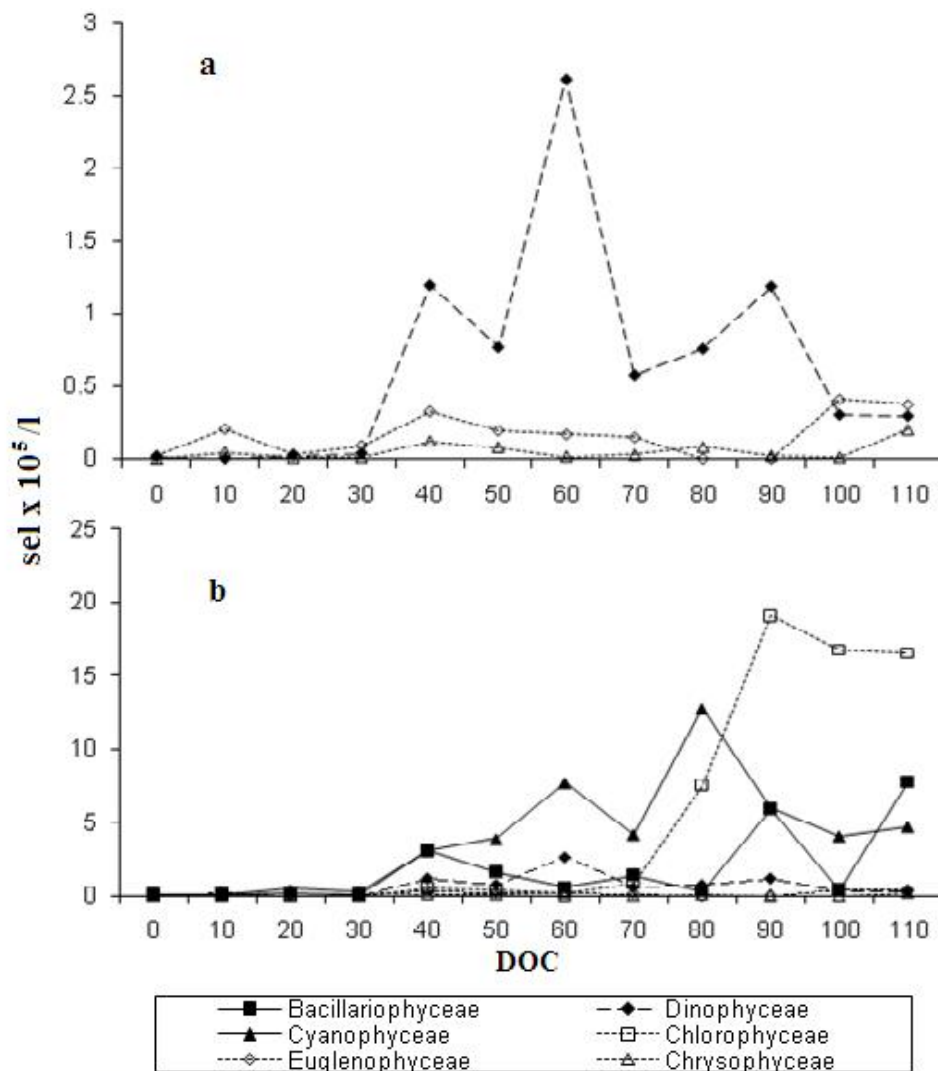 3
a
2.5
2
1.5
1
0.5
0
0 10 20 30 40 50 60 70 80 90 100 110
sel x 10⁵/l
25
b
20
15
10
5
0
0 10 20 30 40 50 60 70 80 90 100 110
DOC
Bacillariophyceae Dinophyceae
Cyanophyceae Chlorophyceae
Euglenophyceae Chrysophyceae